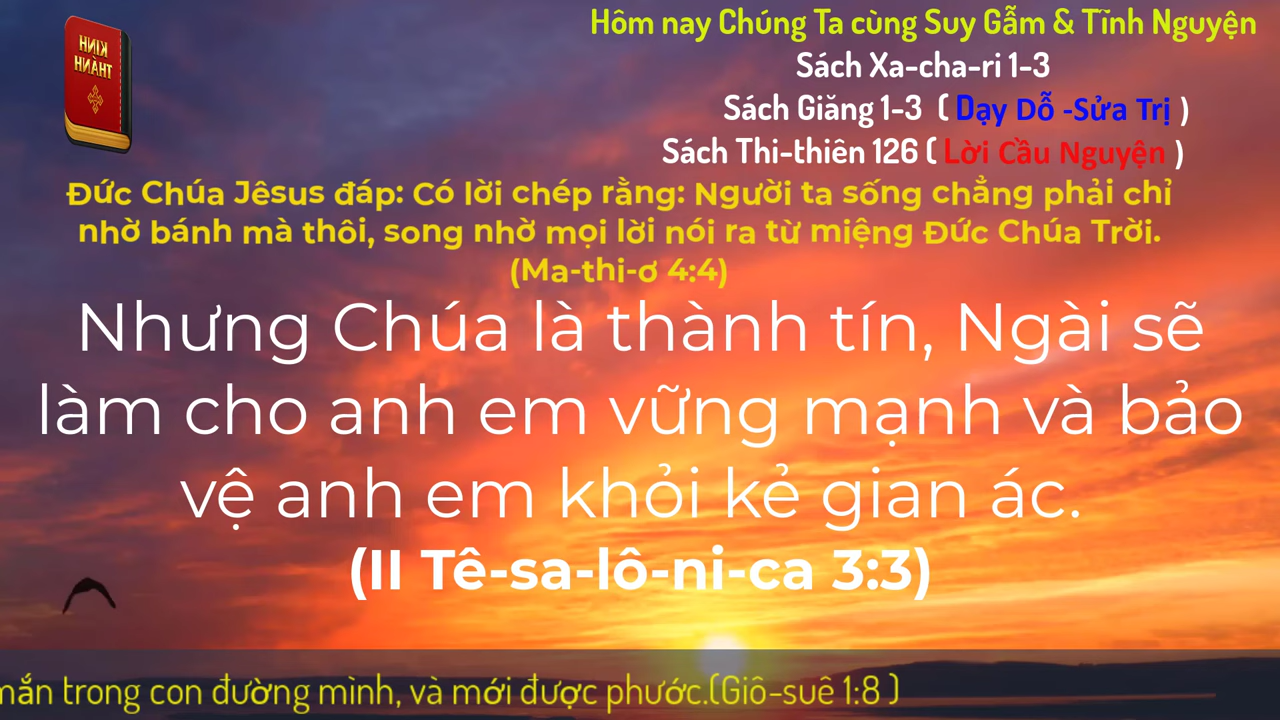 KINH
THÁNH
Hôm nay Chúng Ta cùng Suy Gẫm & Tĩnh Nguyện
Sách Xa-cha-ri 1-3
Sách Giăng 1-3 ( Dạy Dỗ -Sửa Trị )
Sách Thi-thiên 126 ( Lời Cầu Nguyện )
Đức Chúa Jêsus đáp: Có lời chép rằng: Người ta sống chẳng phải chỉ
nhờ bánh mà thôi, song nhờ mọi lời nói ra từ miệng Đức Chúa Trời.
(Ma-thi-ơ 4:4)
Nhưng Chúa là thành tín, Ngài sẽ
làm cho anh em vững mạnh và bảo
vệ anh em khỏi kẻ gian ác.
(II Tê-sa-lô-ni-ca 3:3)
trong con đường mình, và mới được phước.(Giô-suê 1:8 )